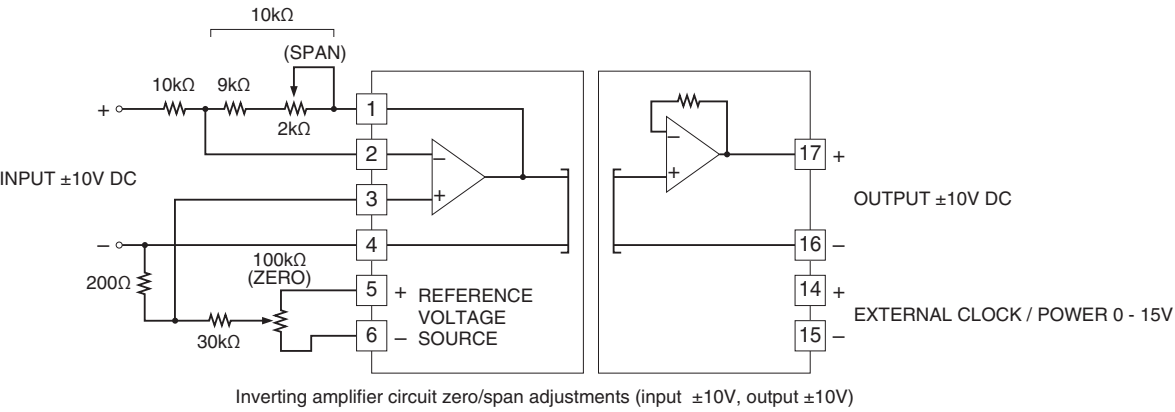 10kΩ
(SPAN)
10kΩ
9kΩ
2kΩ
+
1
2
3
4
5
6
–
+
INPUT ±10V DC
–
200Ω
30kΩ
100kΩ
(ZERO)
+
–
REFERENCE
VOLTAGE
SOURCE
–
+
17 +
OUTPUT ±10V DC
16 –
14 +
EXTERNAL CLOCK / POWER 0 - 15V
15 –
Inverting amplifier circuit zero/span adjustments (input ±10V, output ±10V)